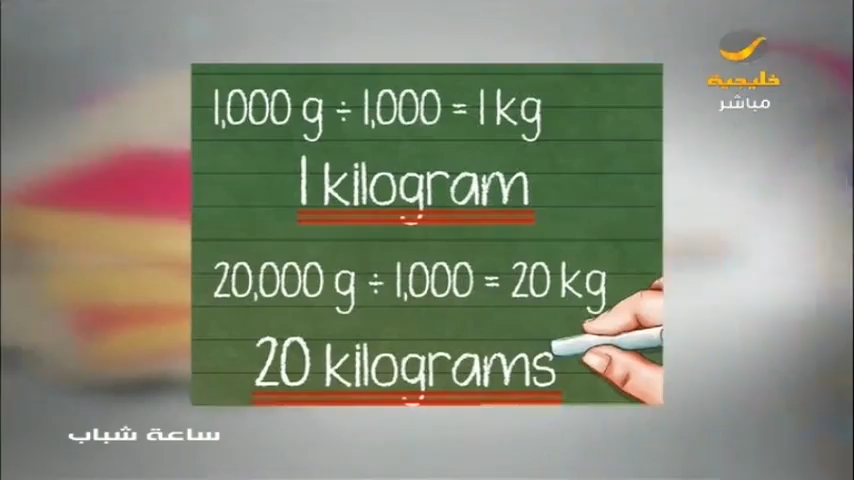 خليجية
مباشر
1,000 g ÷ 1,000 = 1 kg
1 kilogram
20,000 g ÷ 1,000 = 20 kg
20 kilograms
ساعة شباب